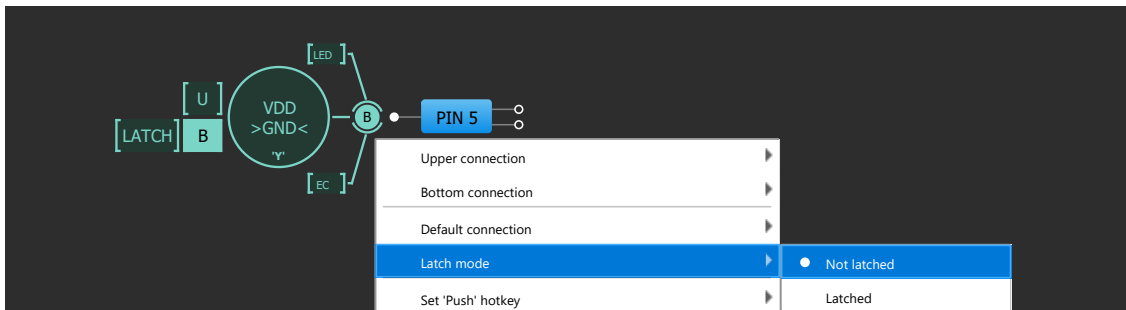 [LED ]
[ U ]
VDD
B
PIN 5
[LATCH] B
>GND<
'Y'
[ EC ]
Upper connection
Bottom connection
Default connection
Latch mode
Not latched
Set 'Push' hotkey
Latched